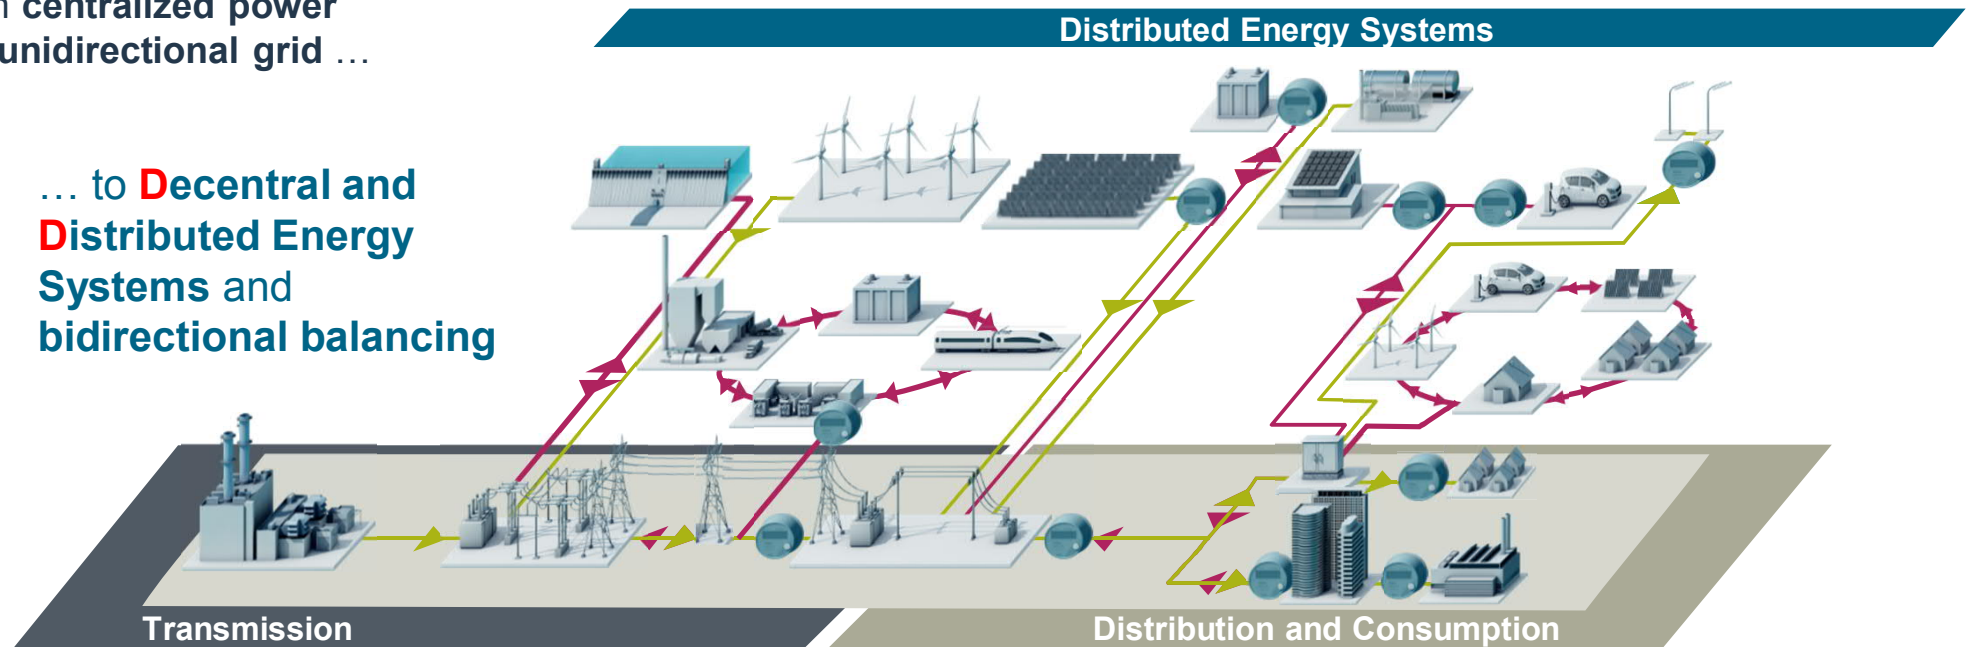 centralized power
unidirectional grid …
Distributed Energy Systems
… to Decentral and
Distributed Energy
Systems and
bidirectional balancing
Transmission
Distribution and Consumption